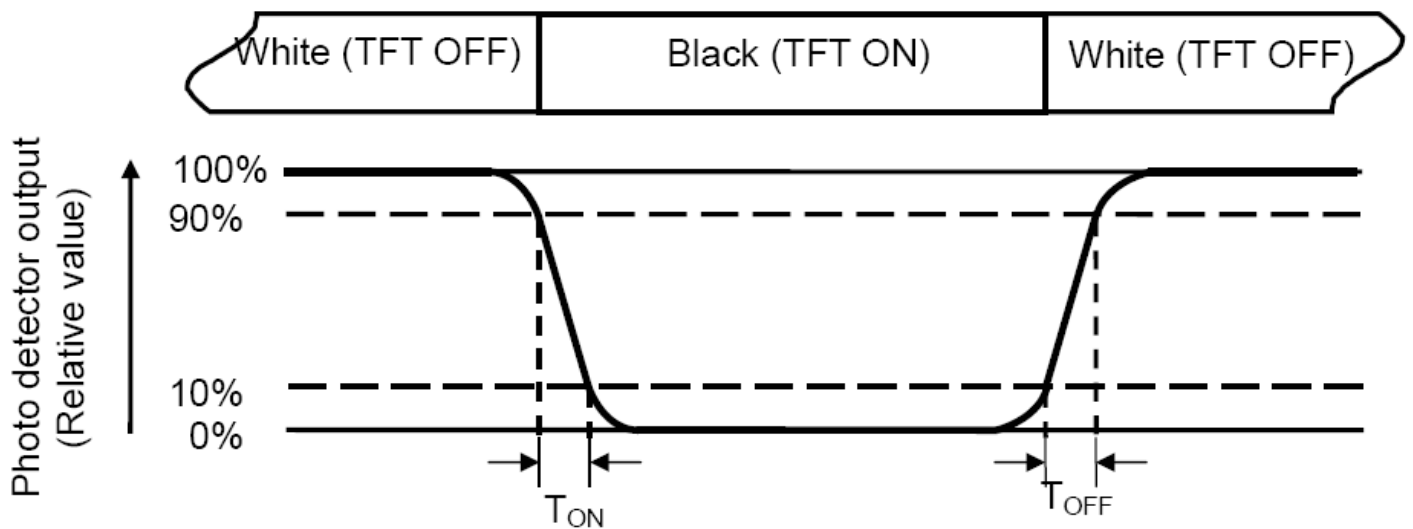 White (TFT OFF)
Black (TFT ON)
White (TFT OFF)
Photo detector output
(Relative value)
100%
90%
10%
0%
TON
TOFF